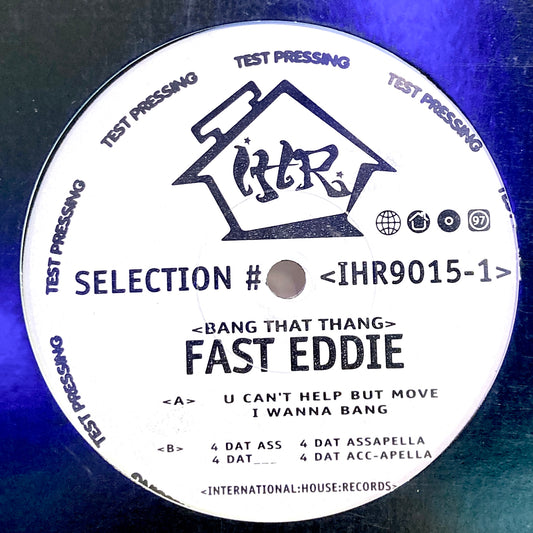 TEST PRESSING
TEST PRESSING
TEST PRESSING
TEST PRESSING
TEST PRESSING
IHR
97
SELECTION # <IHR9015-1>
<BANG THAT THANG>
FAST EDDIE
<A> U CAN'T HELP BUT MOVE
I WANNA BANG
<B> 4 DAT ASS 4 DAT ASSAPELLA
4 DAT___ 4 DAT ACC-APELLA
<INTERNATIONAL:HOUSE:RECORDS>